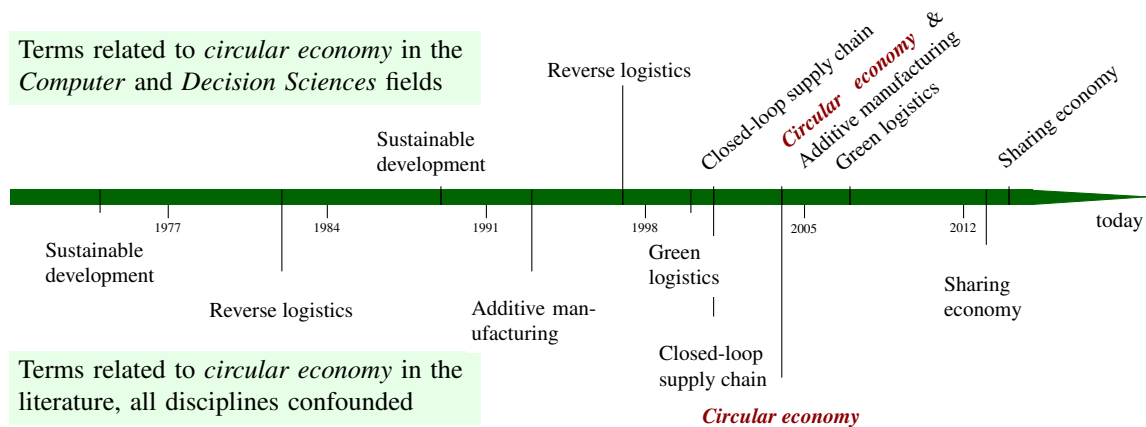 Terms related to circular economy in the
Computer and Decision Sciences fields
Reverse logistics
Sustainable
development
Closed-loop supply chain
Circular economy &
Additive manufacturing
Green logistics
Sharing economy
1977
1984
1991
1998
2005
2012
today
Sustainable
development
Reverse logistics
Additive man-
ufacturing
Green
logistics
Closed-loop
supply chain
Circular economy
Sharing
economy
Terms related to circular economy in the
literature, all disciplines confounded